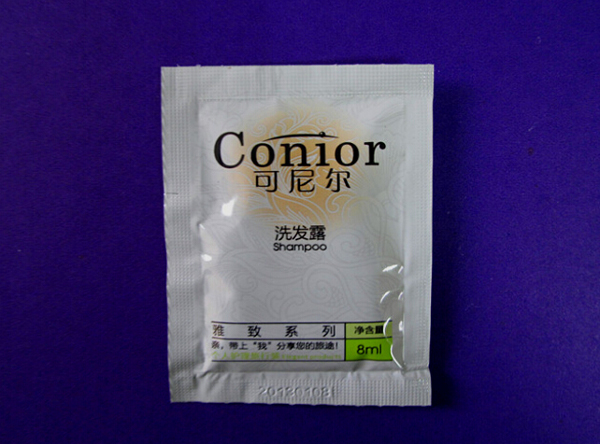 Conior
可尼尔
洗发露
Shampoo
雅致系列
净含量
亲，带上“我”分享您的旅途！
8ml